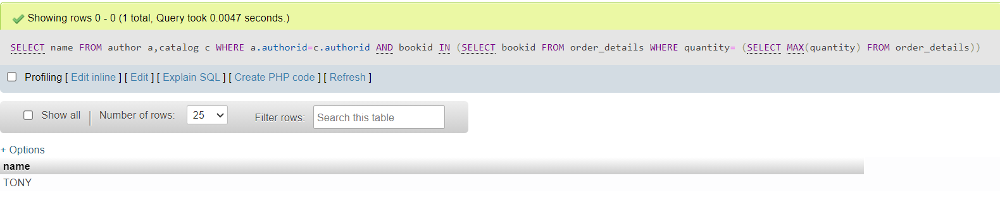 Showing rows 0 - 0 (1 total, Query took 0.0047 seconds.)
SELECT name FROM author a,catalog c WHERE a.authorid=c.authorid AND bookid IN (SELECT bookid FROM order_details WHERE quantity= (SELECT MAX(quantity) FROM order_details))
Profiling [ Edit inline ] [ Edit ] [ Explain SQL ] [ Create PHP code ] [ Refresh ]
Show all | Number of rows: 25 Filter rows: Search this table
+ Options
name
TONY